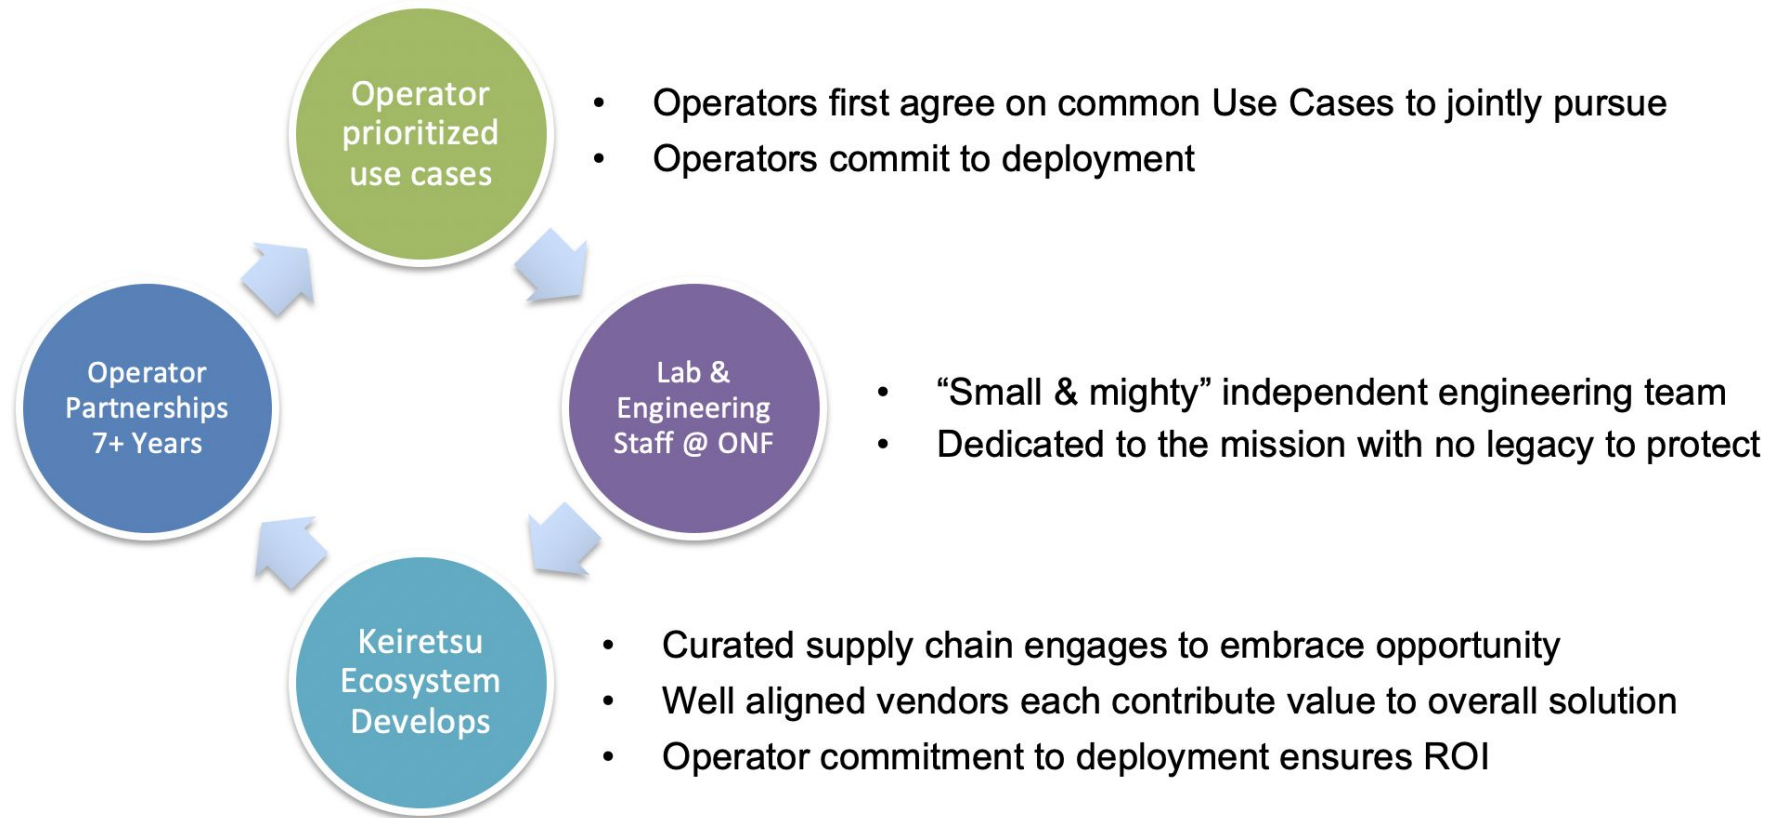 Operator
prioritized
use cases
• Operators first agree on common Use Cases to jointly pursue
• Operators commit to deployment
Operator
Partnerships
7+ Years
Lab &
Engineering
Staff @ ONF
• “Small & mighty” independent engineering team
• Dedicated to the mission with no legacy to protect
Keiretsu
Ecosystem
Develops
• Curated supply chain engages to embrace opportunity
• Well aligned vendors each contribute value to overall solution
• Operator commitment to deployment ensures ROI